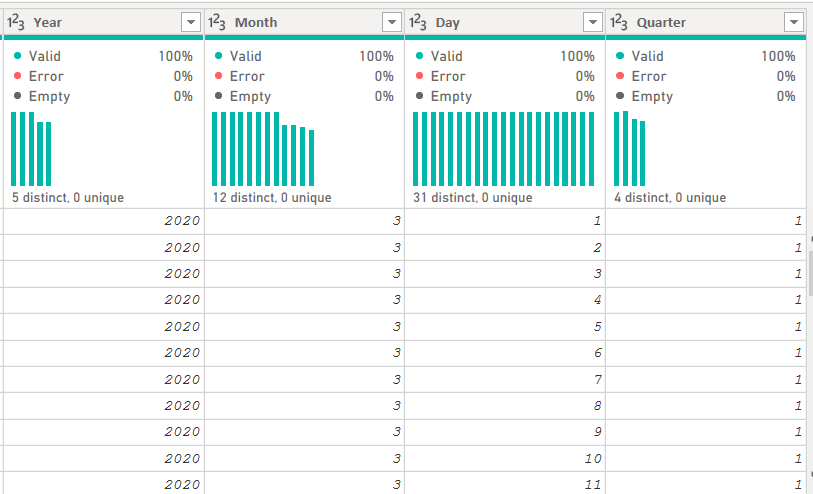 1²3 Year 1²3 Month 1²3 Day 1²3 Quarter
Valid 100% Valid 100% Valid 100% Valid 100%
Error 0% Error 0% Error 0% Error 0%
Empty 0% Empty 0% Empty 0% Empty 0%
5 distinct, 0 unique 12 distinct, 0 unique 31 distinct, 0 unique 4 distinct, 0 unique
2020 3 1 1
2020 3 2 1
2020 3 3 1
2020 3 4 1
2020 3 5 1
2020 3 6 1
2020 3 7 1
2020 3 8 1
2020 3 9 1
2020 3 10 1
2020 3 11 1